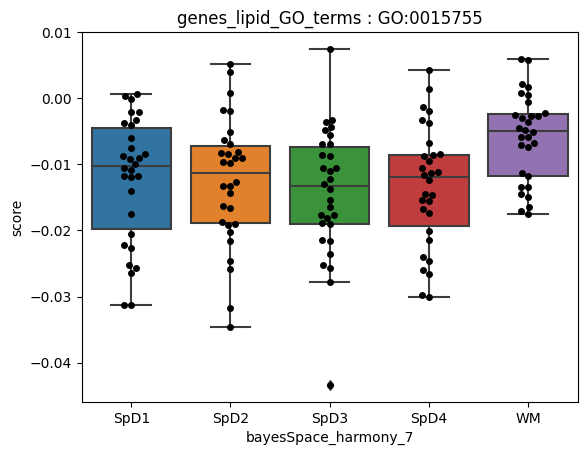 genes_lipid_GO_terms : GO:0015755
0.01
0.00
−0.01
−0.02
−0.03
−0.04
score
SpD1 SpD2 SpD3 SpD4 WM
bayesSpace_harmony_7